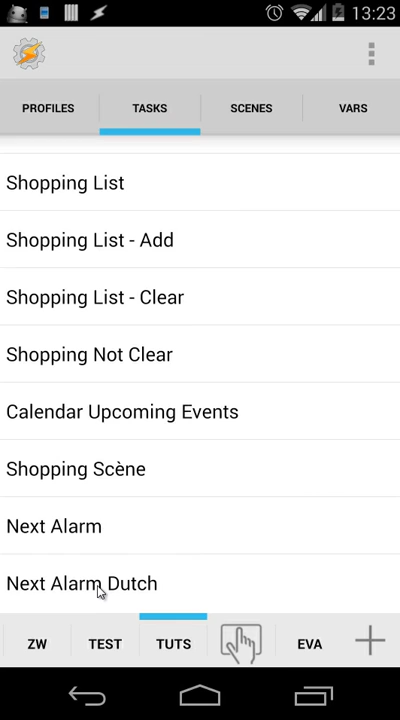 13:23
PROFILES TASKS SCENES VARS
Shopping List
Shopping List - Add
Shopping List - Clear
Shopping Not Clear
Calendar Upcoming Events
Shopping Scène
Next Alarm
Next Alarm Dutch
ZW TEST TUTS EVA